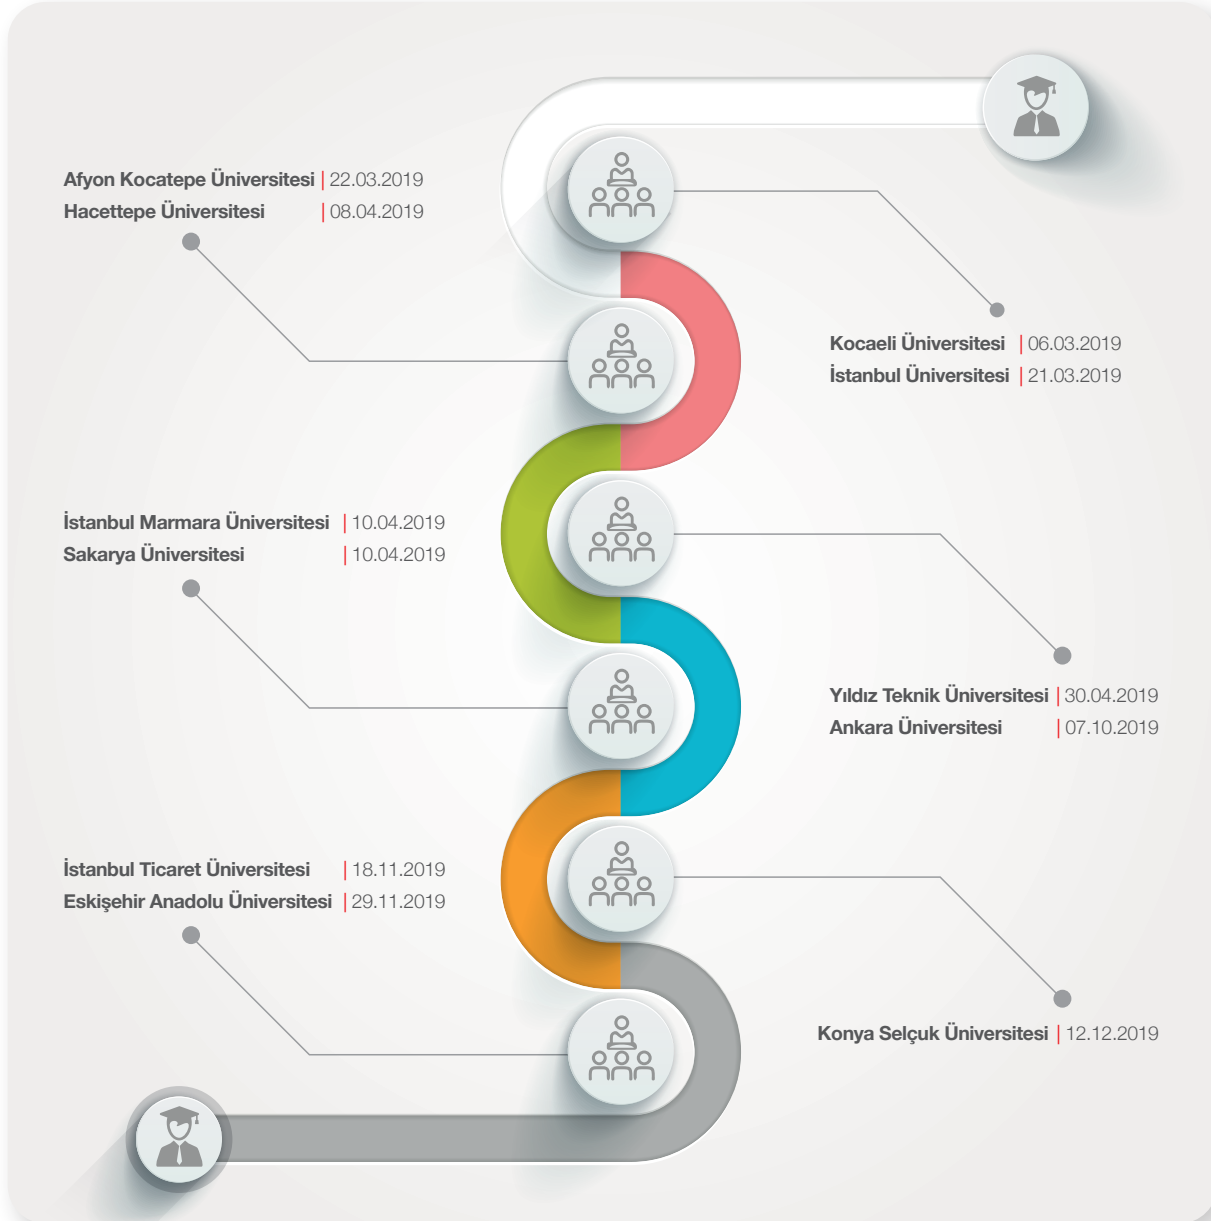 Afyon Kocatepe Üniversitesi | 22.03.2019
Hacettepe Üniversitesi | 08.04.2019
Kocaeli Üniversitesi | 06.03.2019
İstanbul Üniversitesi | 21.03.2019
İstanbul Marmara Üniversitesi | 10.04.2019
Sakarya Üniversitesi | 10.04.2019
Yıldız Teknik Üniversitesi | 30.04.2019
Ankara Üniversitesi | 07.10.2019
İstanbul Ticaret Üniversitesi | 18.11.2019
Eskişehir Anadolu Üniversitesi | 29.11.2019
Konya Selçuk Üniversitesi | 12.12.2019